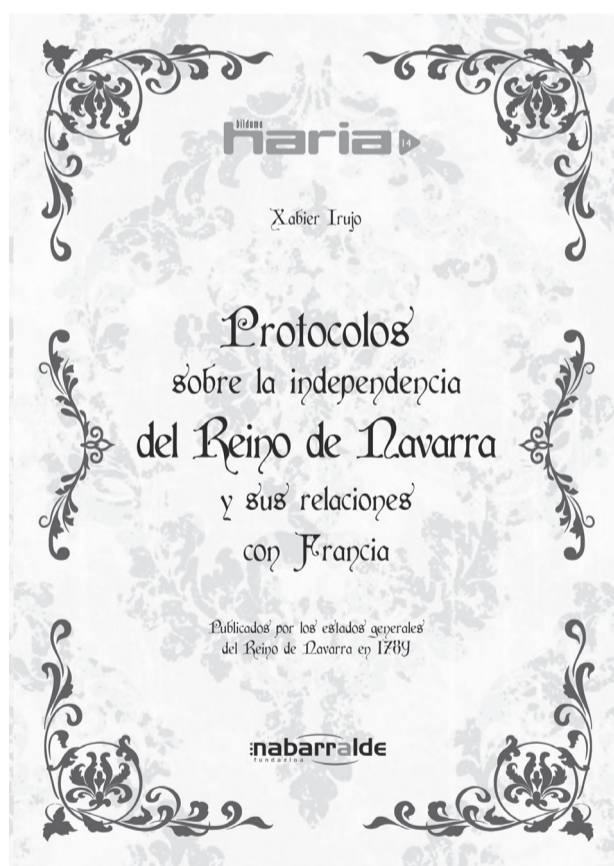 bilduma
haria 14
Xabier Irujo
Protocolos
sobre la independencia
del Reino de Navarra
y sus relaciones
con Francia
Publicados por los estados generales
del Reino de Navarra en 1789
nabarralde
fundazioa